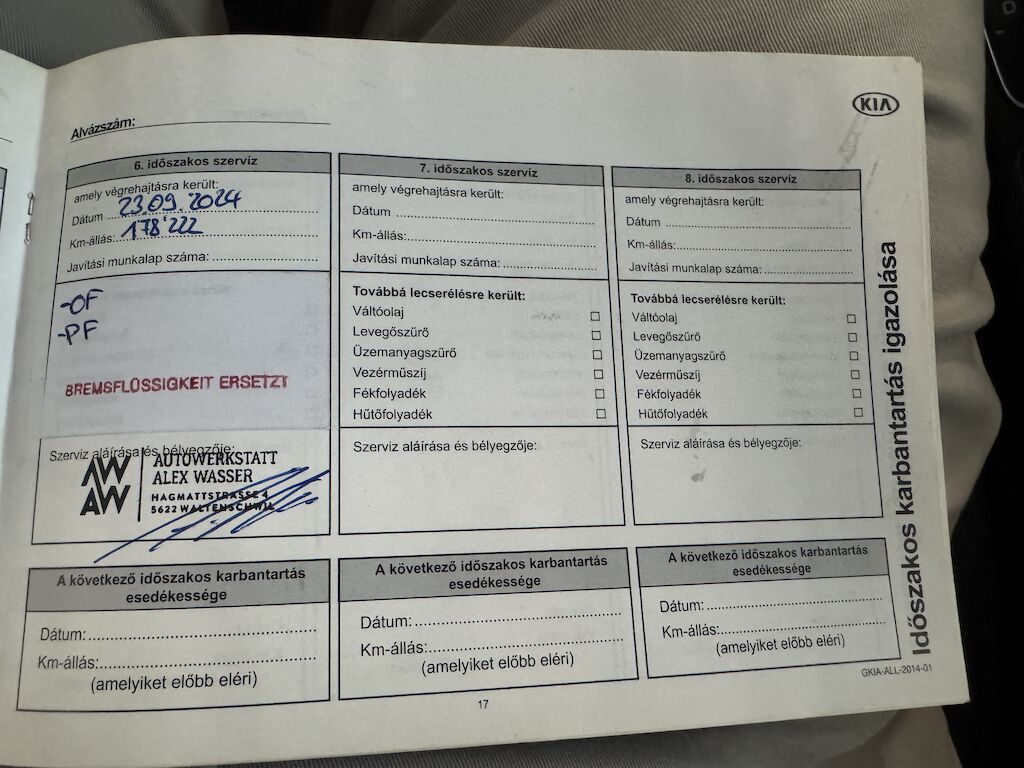 KIA
Alvázszám:
6. időszakos szervíz
amely végrehajtásra került:
Dátum 23.09.2024
Km-állás: 178'222
Javítási munkalap száma:
-OF
-PF
BREMSFLÜSSIGKEIT ERSETZT
Szerviz aláírása és bélyegzője:
AW
AW
AUTOWERKSTATT
ALEX WASSER
HAGMATTSTRASSE 4
5622 WALTENSCHWIL
A következő időszakos karbantartás
esedékessége
Dátum:
Km-állás:
(amelyiket előbb eléri)
7. időszakos szervíz
amely végrehajtásra került:
Dátum
Km-állás:
Javítási munkalap száma:
Továbbá lecserélésre került:
Váltóolaj
Levegőszűrő
Üzemanyagszűrő
Vezérműszíj
Fékfolyadék
Hűtőfolyadék
Szerviz aláírása és bélyegzője:
A következő időszakos karbantartás
esedékessége
Dátum:
Km-állás:
(amelyiket előbb eléri)
8. időszakos szervíz
amely végrehajtásra került:
Dátum
Km-állás:
Javítási munkalap száma:
Továbbá lecserélésre került:
Váltóolaj
Levegőszűrő
Üzemanyagszűrő
Vezérműszíj
Fékfolyadék
Hűtőfolyadék
Szerviz aláírása és bélyegzője:
A következő időszakos karbantartás
esedékessége
Dátum:
Km-állás:
(amelyiket előbb eléri)
Időszakos karbantartás igazolása
GKIA-ALL-2014-01
17